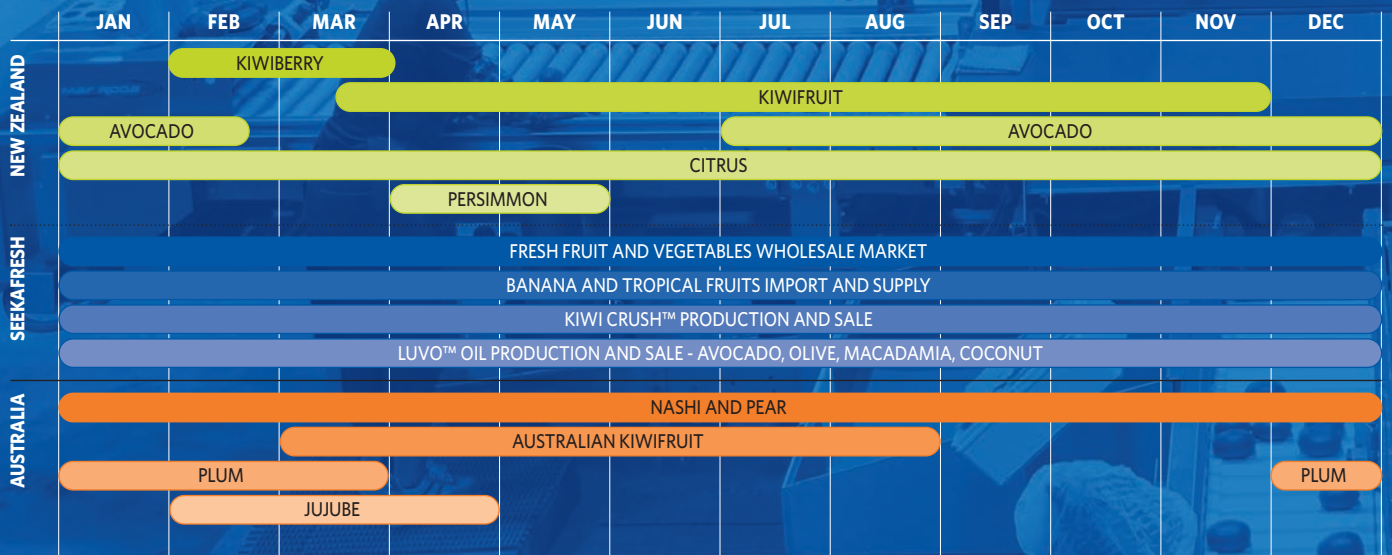 JAN FEB MAR APR MAY JUN JUL AUG SEP OCT NOV DEC
NEW ZEALAND
KIWIBERRY
KIWIFRUIT
AVOCADO AVOCADO
CITRUS
PERSIMMON
SEEKAFRESH
FRESH FRUIT AND VEGETABLES WHOLESALE MARKET
BANANA AND TROPICAL FRUITS IMPORT AND SUPPLY
KIWI CRUSH™ PRODUCTION AND SALE
LUVO™ OIL PRODUCTION AND SALE - AVOCADO, OLIVE, MACADAMIA, COCONUT
AUSTRALIA
NASHI AND PEAR
AUSTRALIAN KIWIFRUIT
PLUM PLUM
JUJUBE